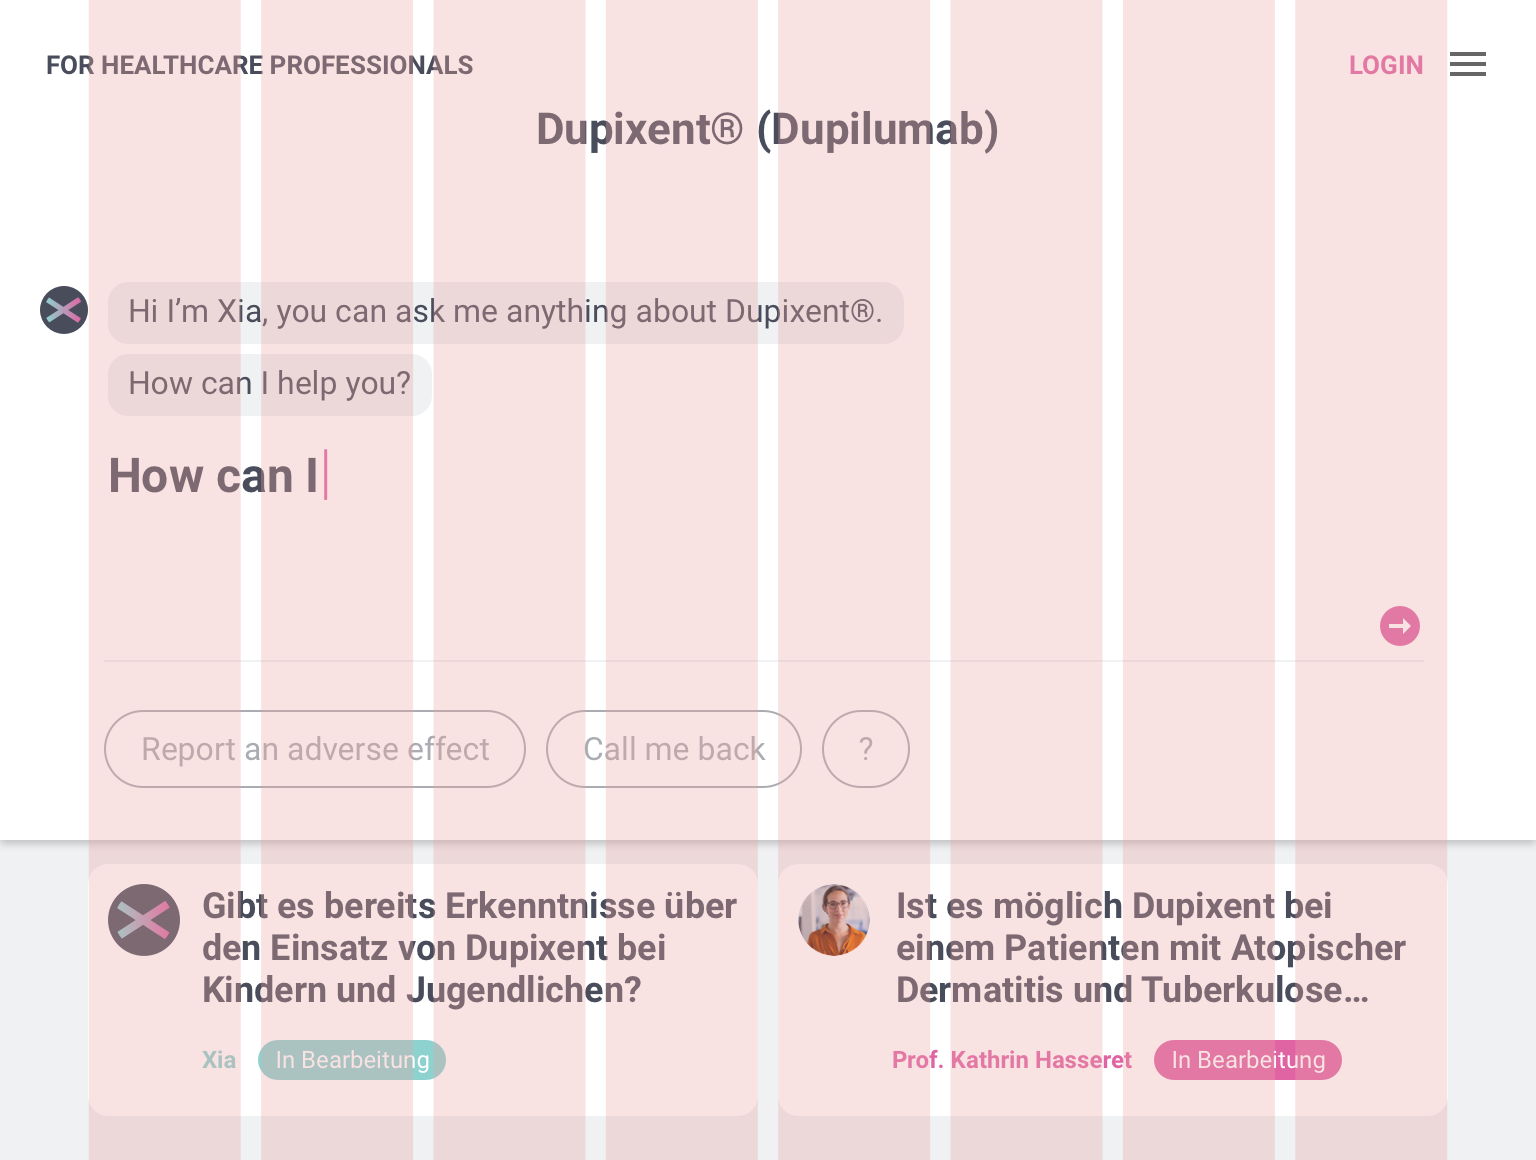 FOR HEALTHCARE PROFESSIONALS
LOGIN
Dupixent® (Dupilumab)
Hi I’m Xia, you can ask me anything about Dupixent®.
How can I help you?
How can I
Report an adverse effect
Call me back
?
Gibt es bereits Erkenntnisse über
den Einsatz von Dupixent bei
Kindern und Jugendlichen?
Xia
In Bearbeitung
Ist es möglich Dupixent bei
einem Patienten mit Atopischer
Dermatitis und Tuberkulose…
Prof. Kathrin Hasseret
In Bearbeitung